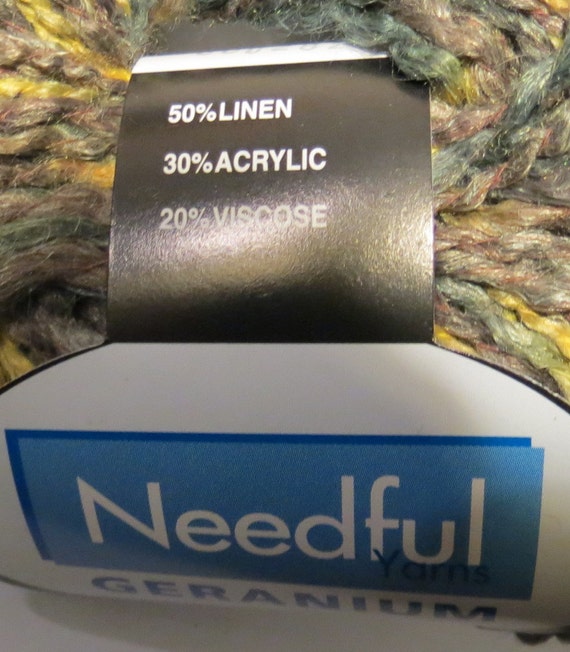 50%LINEN
30%ACRYLIC
20%VISCOSE
Needful
Yarns
GERANIUM